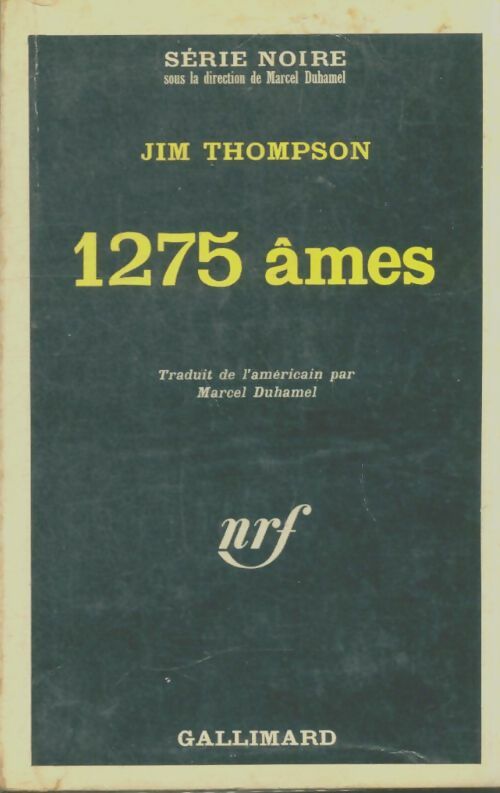 SÉRIE NOIRE
sous la direction de Marcel Duhamel
JIM THOMPSON
1275 âmes
Traduit de l'américain par
Marcel Duhamel
nrf
GALLIMARD